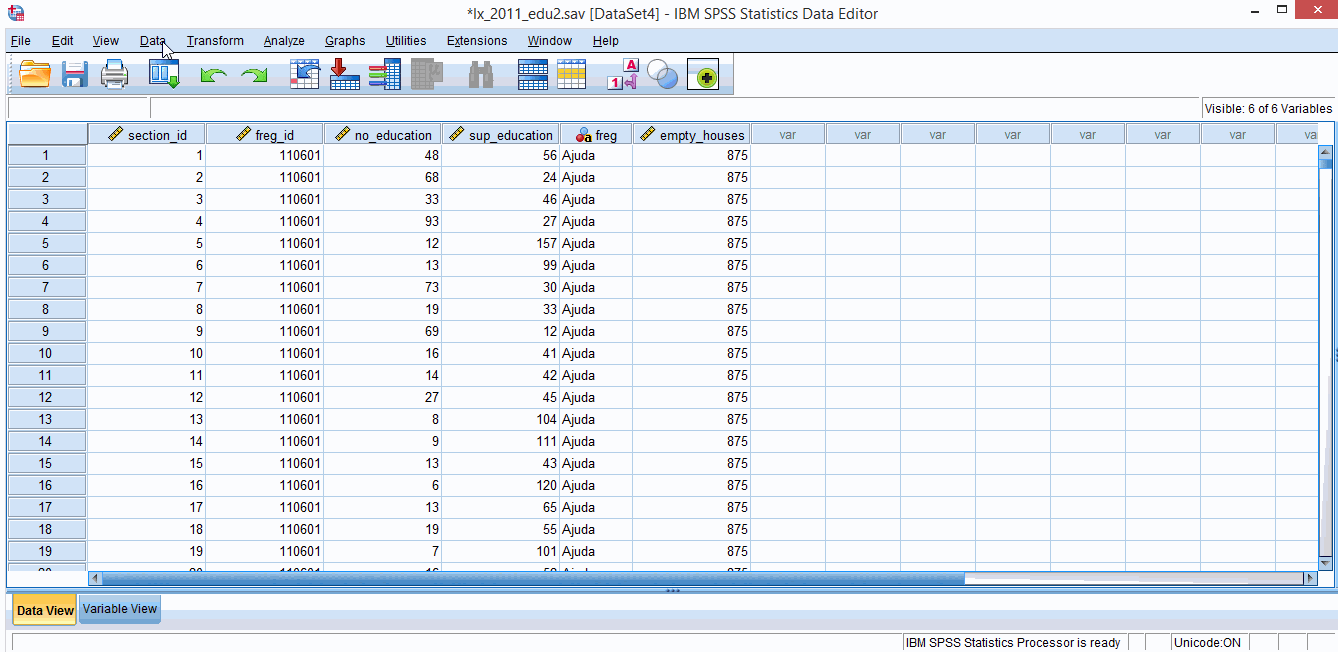 *lx_2011_edu2.sav [DataSet4] - IBM SPSS Statistics Data Editor
File Edit View Data Transform Analyze Graphs Utilities Extensions Window Help
A
1
Visible: 6 of 6 Variables
section_id freg_id no_education sup_education freg empty_houses var var var var var var var va
1 1 110601 48 56 Ajuda 875
2 2 110601 68 24 Ajuda 875
3 3 110601 33 46 Ajuda 875
4 4 110601 93 27 Ajuda 875
5 5 110601 12 157 Ajuda 875
6 6 110601 13 99 Ajuda 875
7 7 110601 73 30 Ajuda 875
8 8 110601 19 33 Ajuda 875
9 9 110601 69 12 Ajuda 875
10 10 110601 16 41 Ajuda 875
11 11 110601 14 42 Ajuda 875
12 12 110601 27 45 Ajuda 875
13 13 110601 8 104 Ajuda 875
14 14 110601 9 111 Ajuda 875
15 15 110601 13 43 Ajuda 875
16 16 110601 6 120 Ajuda 875
17 17 110601 13 65 Ajuda 875
18 18 110601 19 55 Ajuda 875
19 19 110601 7 101 Ajuda 875
Data View Variable View
IBM SPSS Statistics Processor is ready Unicode:ON